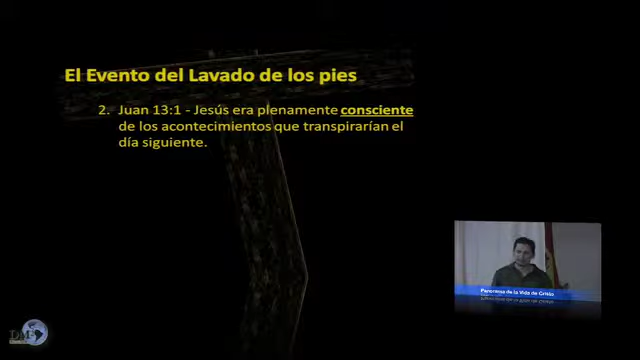 El Evento del Lavado de los pies
2. Juan 13:1 - Jesús era plenamente consciente
de los acontecimientos que transpirarían el
día siguiente.
Panorama de la Vida de Cristo